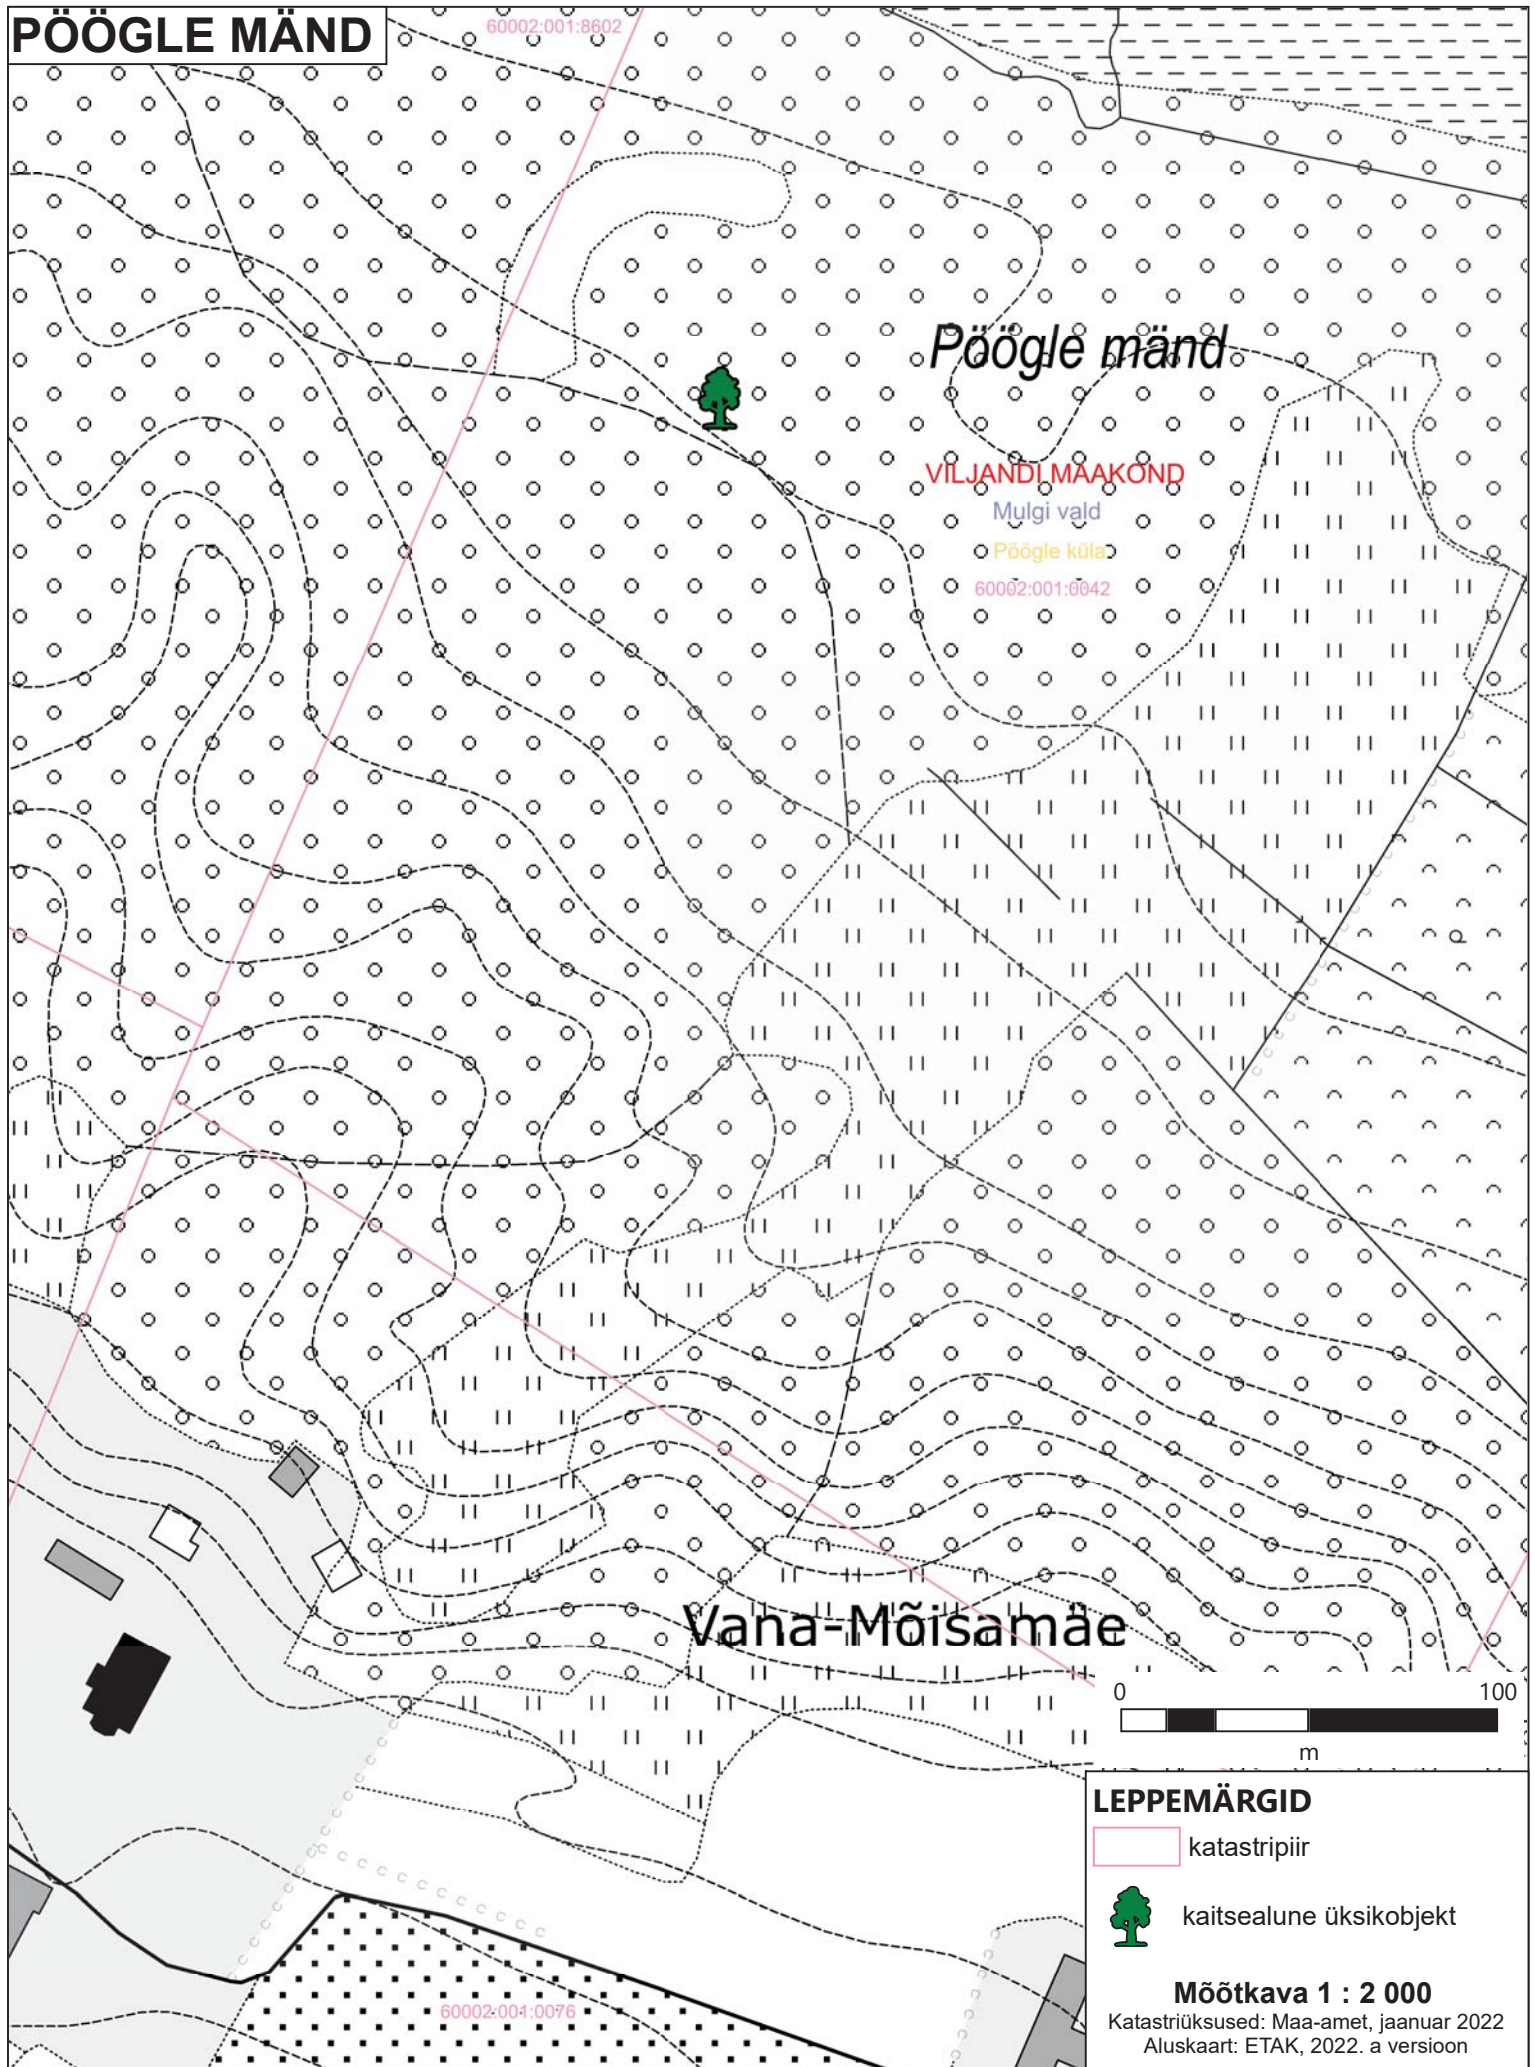 PÖÖGLE MÄND
60002:001:8602
Pöögle mänd
VILJANDI MAAKOND
Mulgi vald
Pöögle küla
60002:001:0042
Vana-Mõisamäe
0 100
m
LEPPEMÄRGID
katastripiir
kaitsealune üksikobjekt
Mõõtkava 1 : 2 000
Katastriüksused: Maa-amet, jaanuar 2022
Aluskaart: ETAK, 2022. a versioon
60002:001:0076